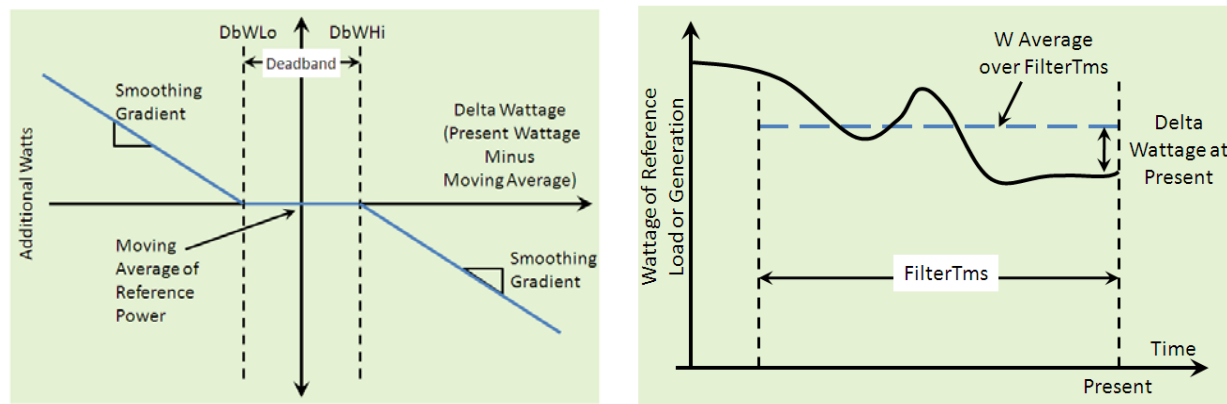 DbWLo
DbWHi
Deadband
Smoothing
Gradient
Delta Wattage
(Present Wattage
Minus
Moving Average)
Additional Watts
Moving
Average of
Reference
Power
Smoothing
Gradient
W Average
over FilterTms
Delta
Wattage at
Present
Wattage of Reference
Load or Generation
FilterTms
Time
Present